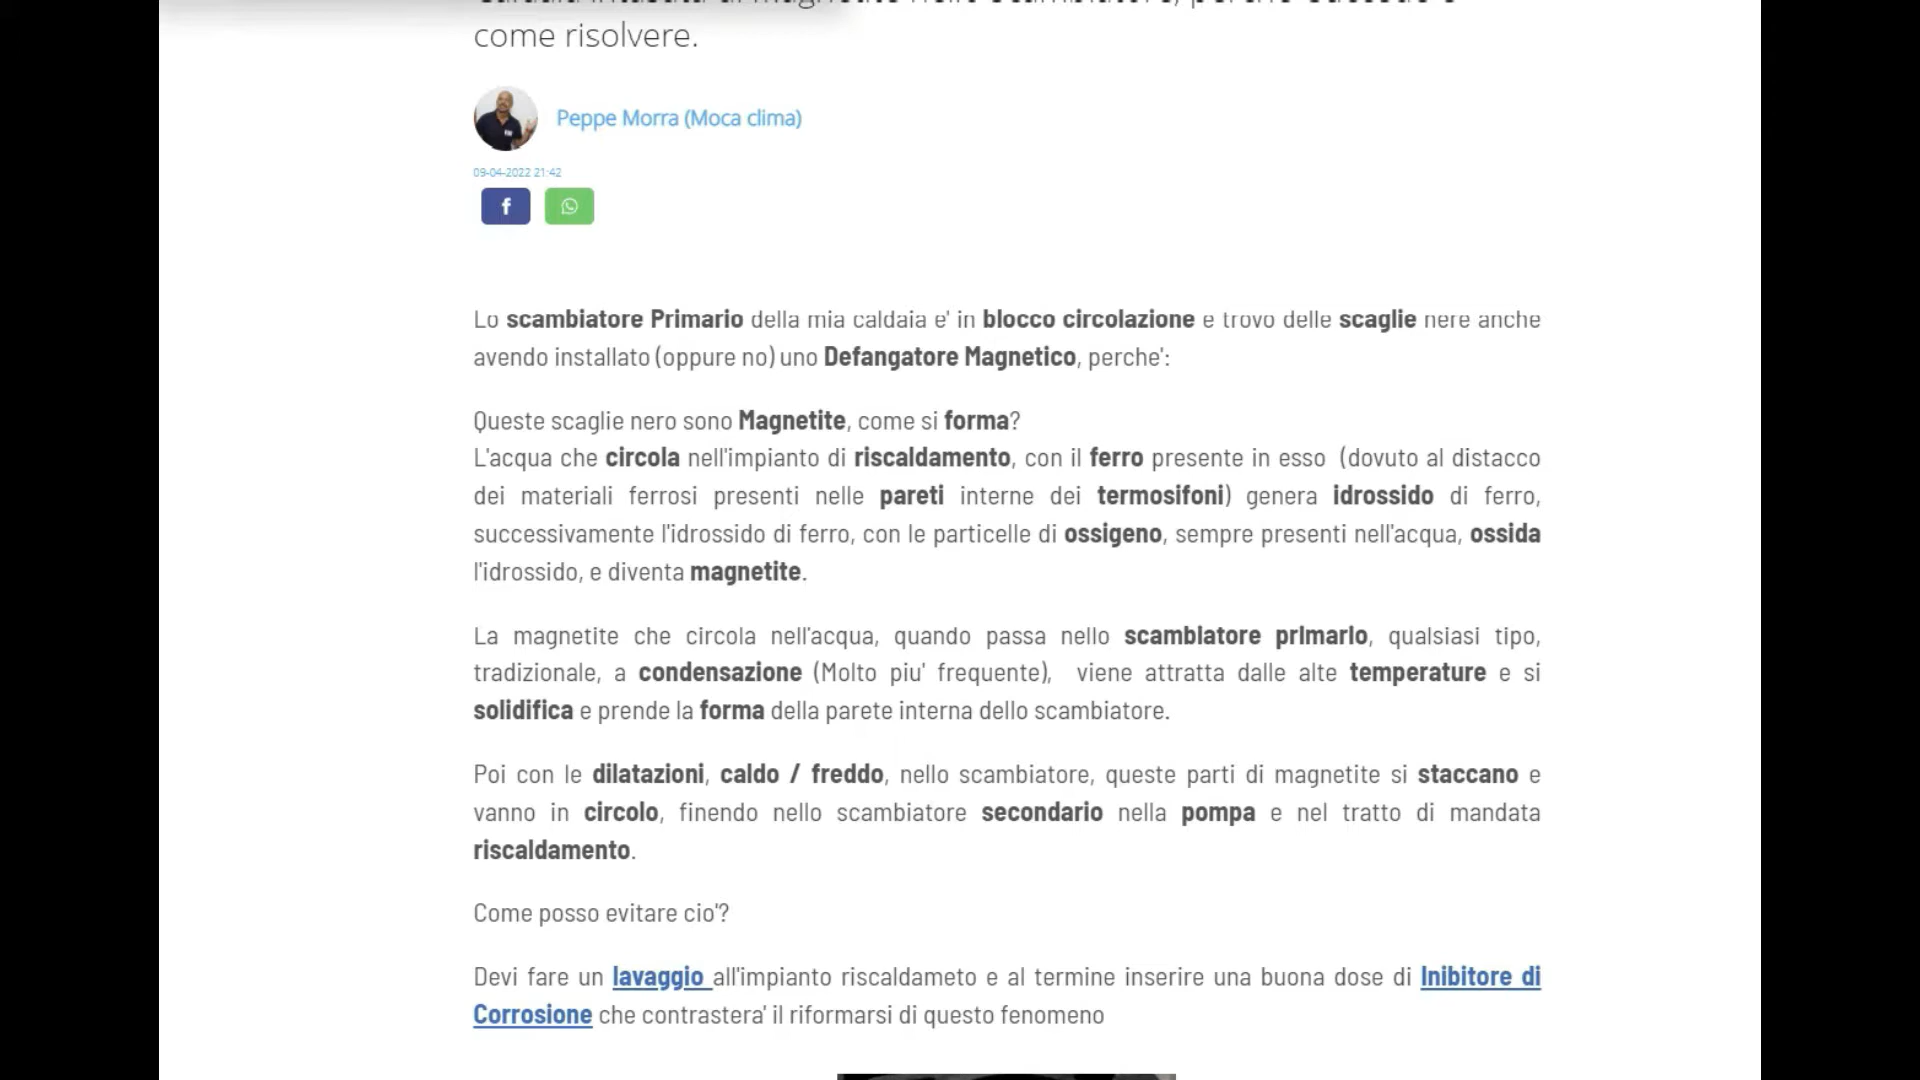 come risolvere.
Peppe Morra (Moca clima)
09-04-2022 21:42
f
Lo scambiatore Primario della mia caldaia e' in blocco circolazione e trovo delle scaglie nere anche
avendo installato (oppure no) uno Defangatore Magnetico, perche':
Queste scaglie nero sono Magnetite, come si forma?
L'acqua che circola nell'impianto di riscaldamento, con il ferro presente in esso (dovuto al distacco
dei materiali ferrosi presenti nelle pareti interne dei termosifoni) genera idrossido di ferro,
successivamente l'idrossido di ferro, con le particelle di ossigeno, sempre presenti nell'acqua, ossida
l'idrossido, e diventa magnetite.
La magnetite che circola nell'acqua, quando passa nello scambiatore primario, qualsiasi tipo,
tradizionale, a condensazione (Molto piu' frequente), viene attratta dalle alte temperature e si
solidifica e prende la forma della parete interna dello scambiatore.
Poi con le dilatazioni, caldo / freddo, nello scambiatore, queste parti di magnetite si staccano e
vanno in circolo, finendo nello scambiatore secondario nella pompa e nel tratto di mandata
riscaldamento.
Come posso evitare cio'?
Devi fare un lavaggio all'impianto riscaldameto e al termine inserire una buona dose di Inibitore di
Corrosione che contrastera' il riformarsi di questo fenomeno